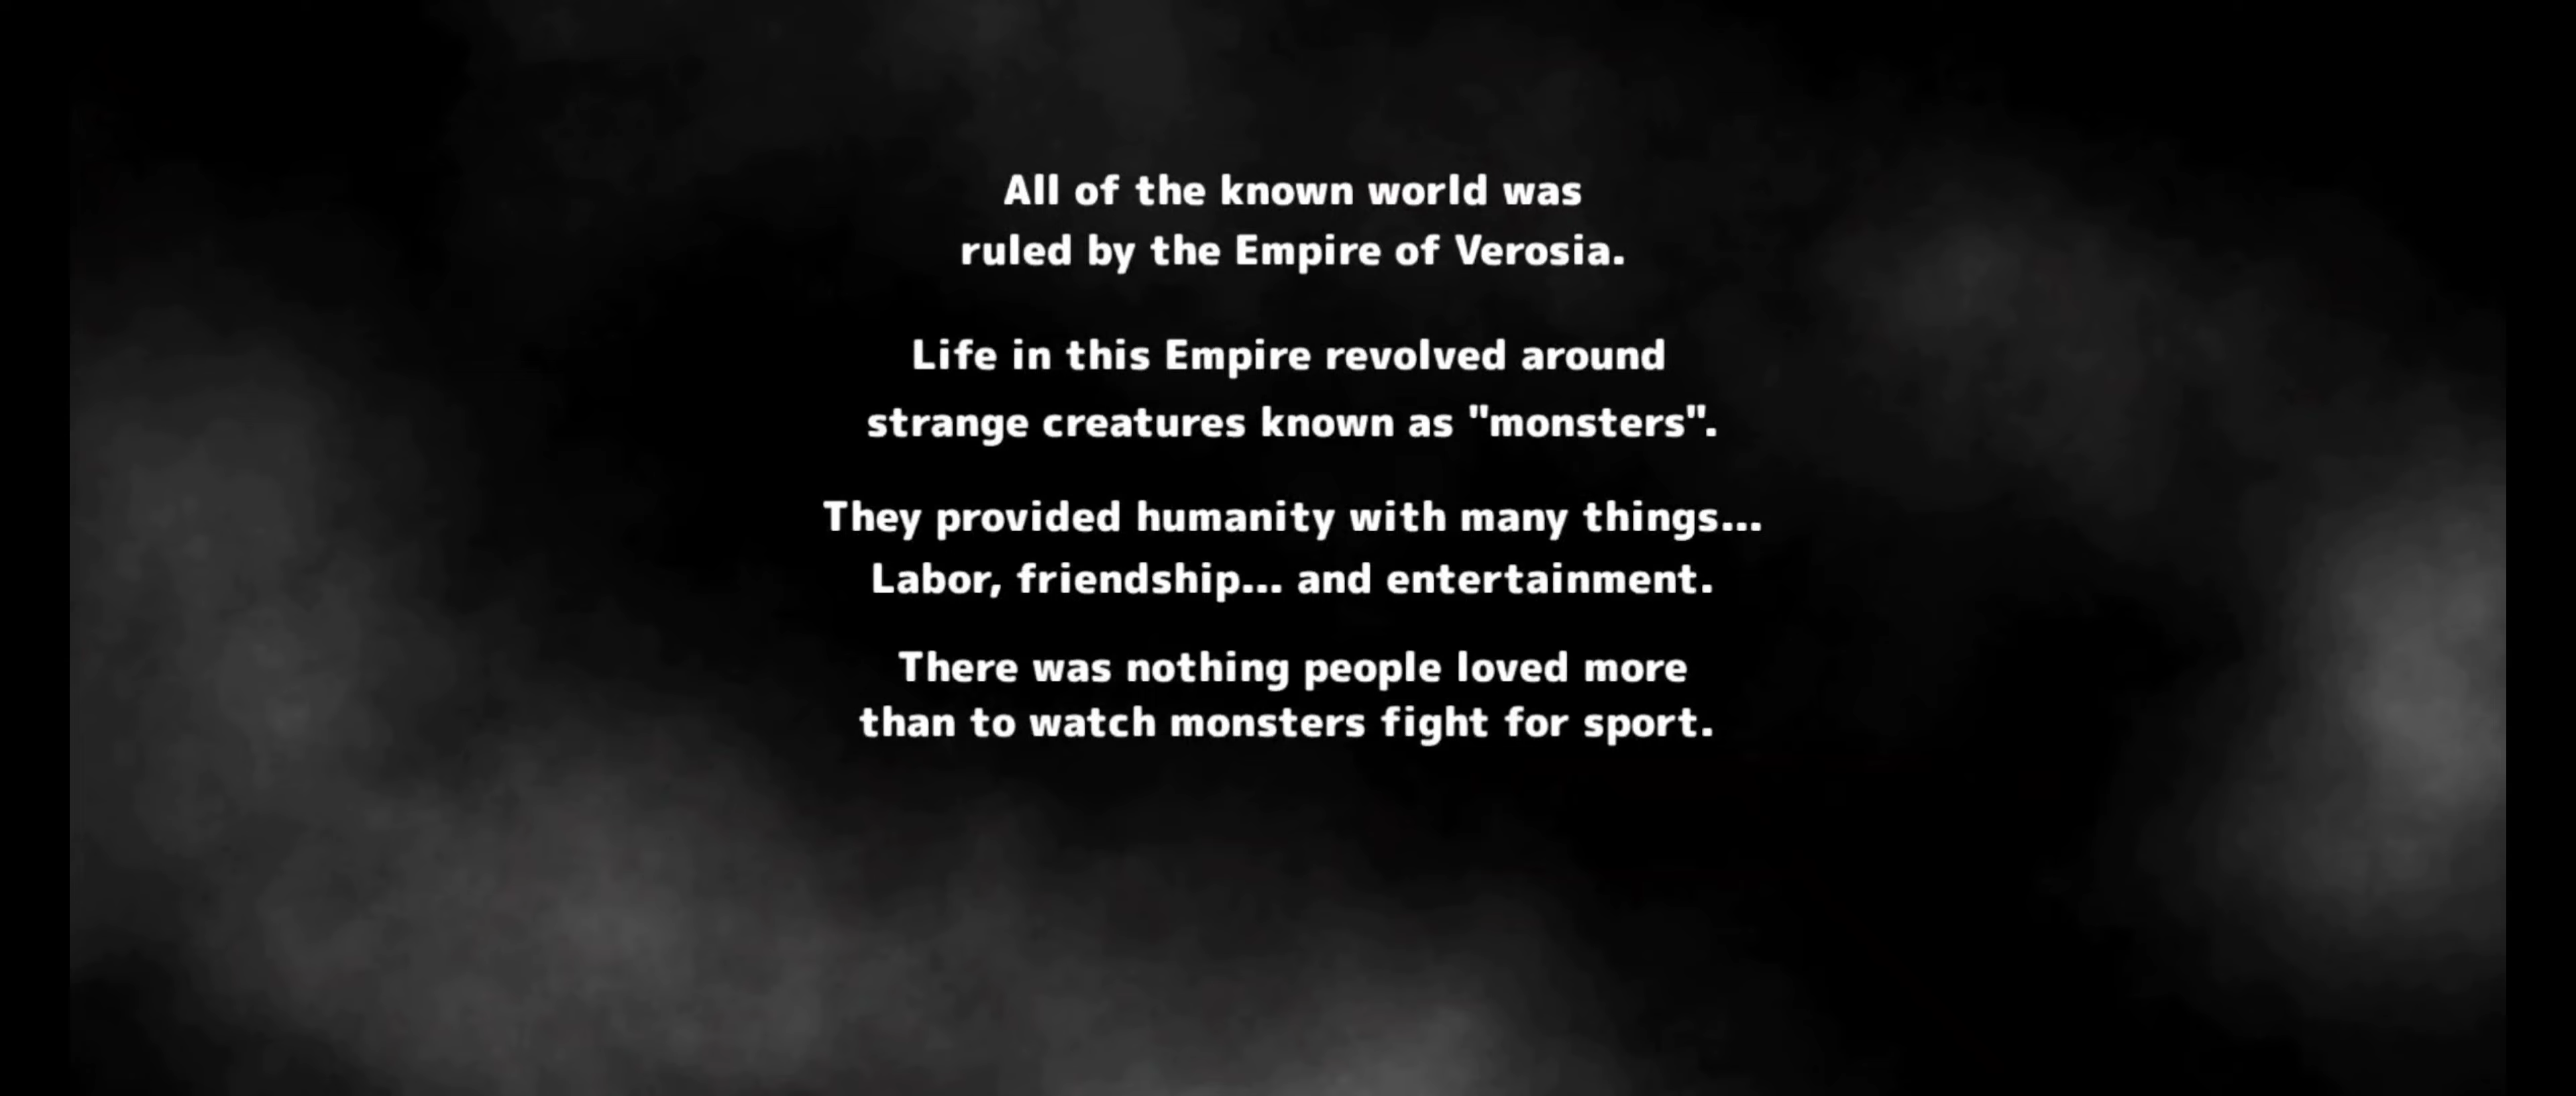 All of the known world was
ruled by the Empire of Verosia.
Life in this Empire revolved around
strange creatures known as "monsters".
They provided humanity with many things...
Labor, friendship... and entertainment.
There was nothing people loved more
than to watch monsters fight for sport.